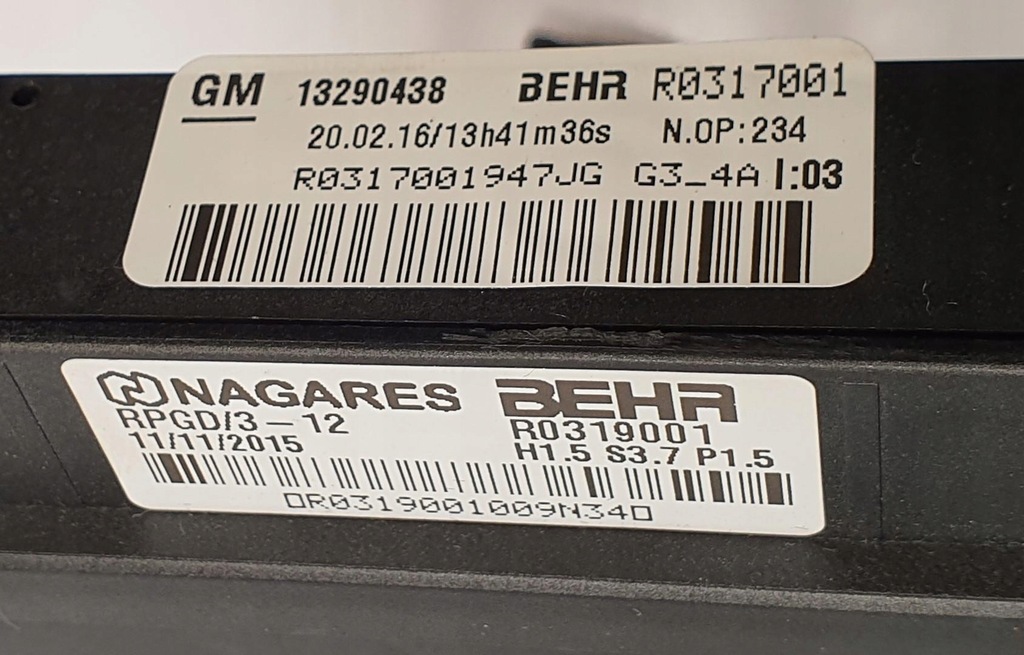 GM 13290438 BEHR R0317001
20.02.16/13h41m36s N.OP:234
R0317001947JG G3_4A I:03
NAGARES BEHR
RPGD/3-12 R0319001
11/11/2015 H1.5 S3.7 P1.5
▯R0319001009N34▯